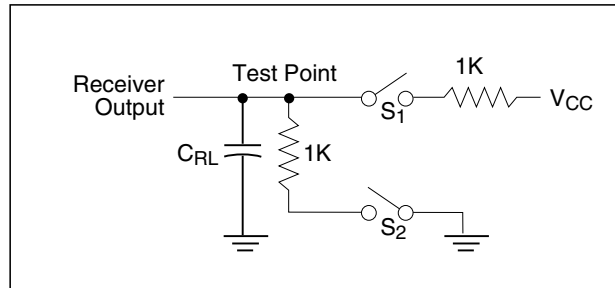 Receiver
Output
Test Point
1K
S1
VCC
CRL
1K
S2